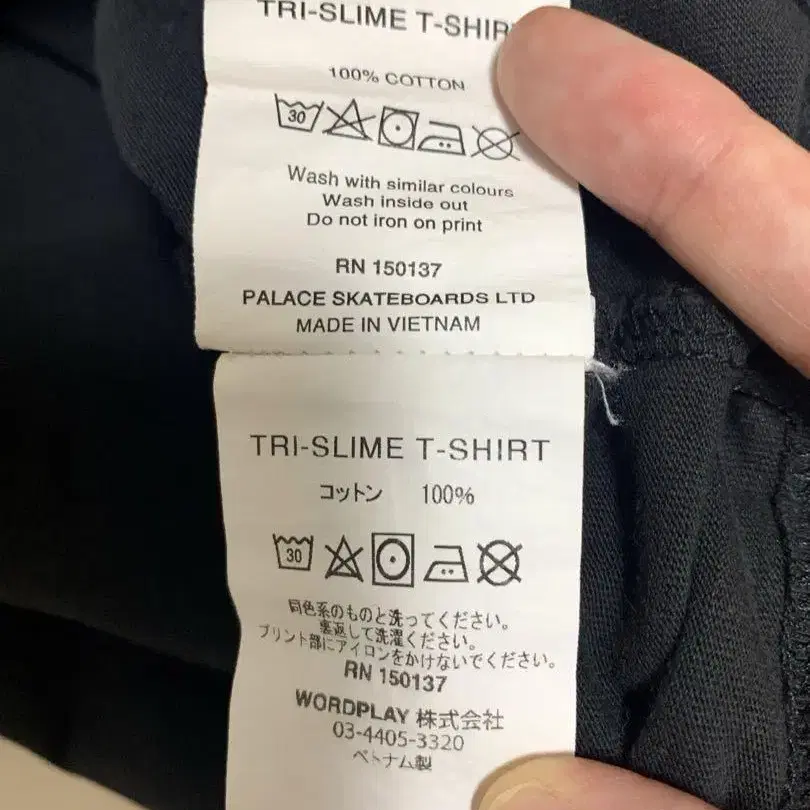 TRI-SLIME T-SHIRT
100% COTTON
30
Wash with similar colours
Wash inside out
Do not iron on print
RN 150137
PALACE SKATEBOARDS LTD
MADE IN VIETNAM
TRI-SLIME T-SHIRT
コットン 100%
30
同色系のものと洗ってください。
裏返して洗濯ください。
プリント部にアイロンをかけないでください。
RN 150137
WORDPLAY 株式会社
03-4405-3320
ベトナム製